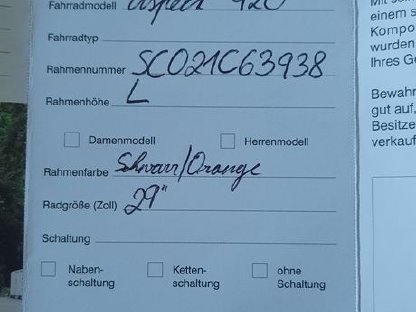 Fahrradmodell Aspect 920
Fahrradtyp
Rahmennummer SCO21C63938
Rahmenhöhe L
Damenmodell Herrenmodell
Rahmenfarbe Schwarz/Orange
Radgröße (Zoll) 29"
Schaltung
Naben-schaltung Ketten-schaltung ohne Schaltung
einem s
Kompo
wurden
Ihres Ge
Bewahr
gut auf,
Besitze
verkauf